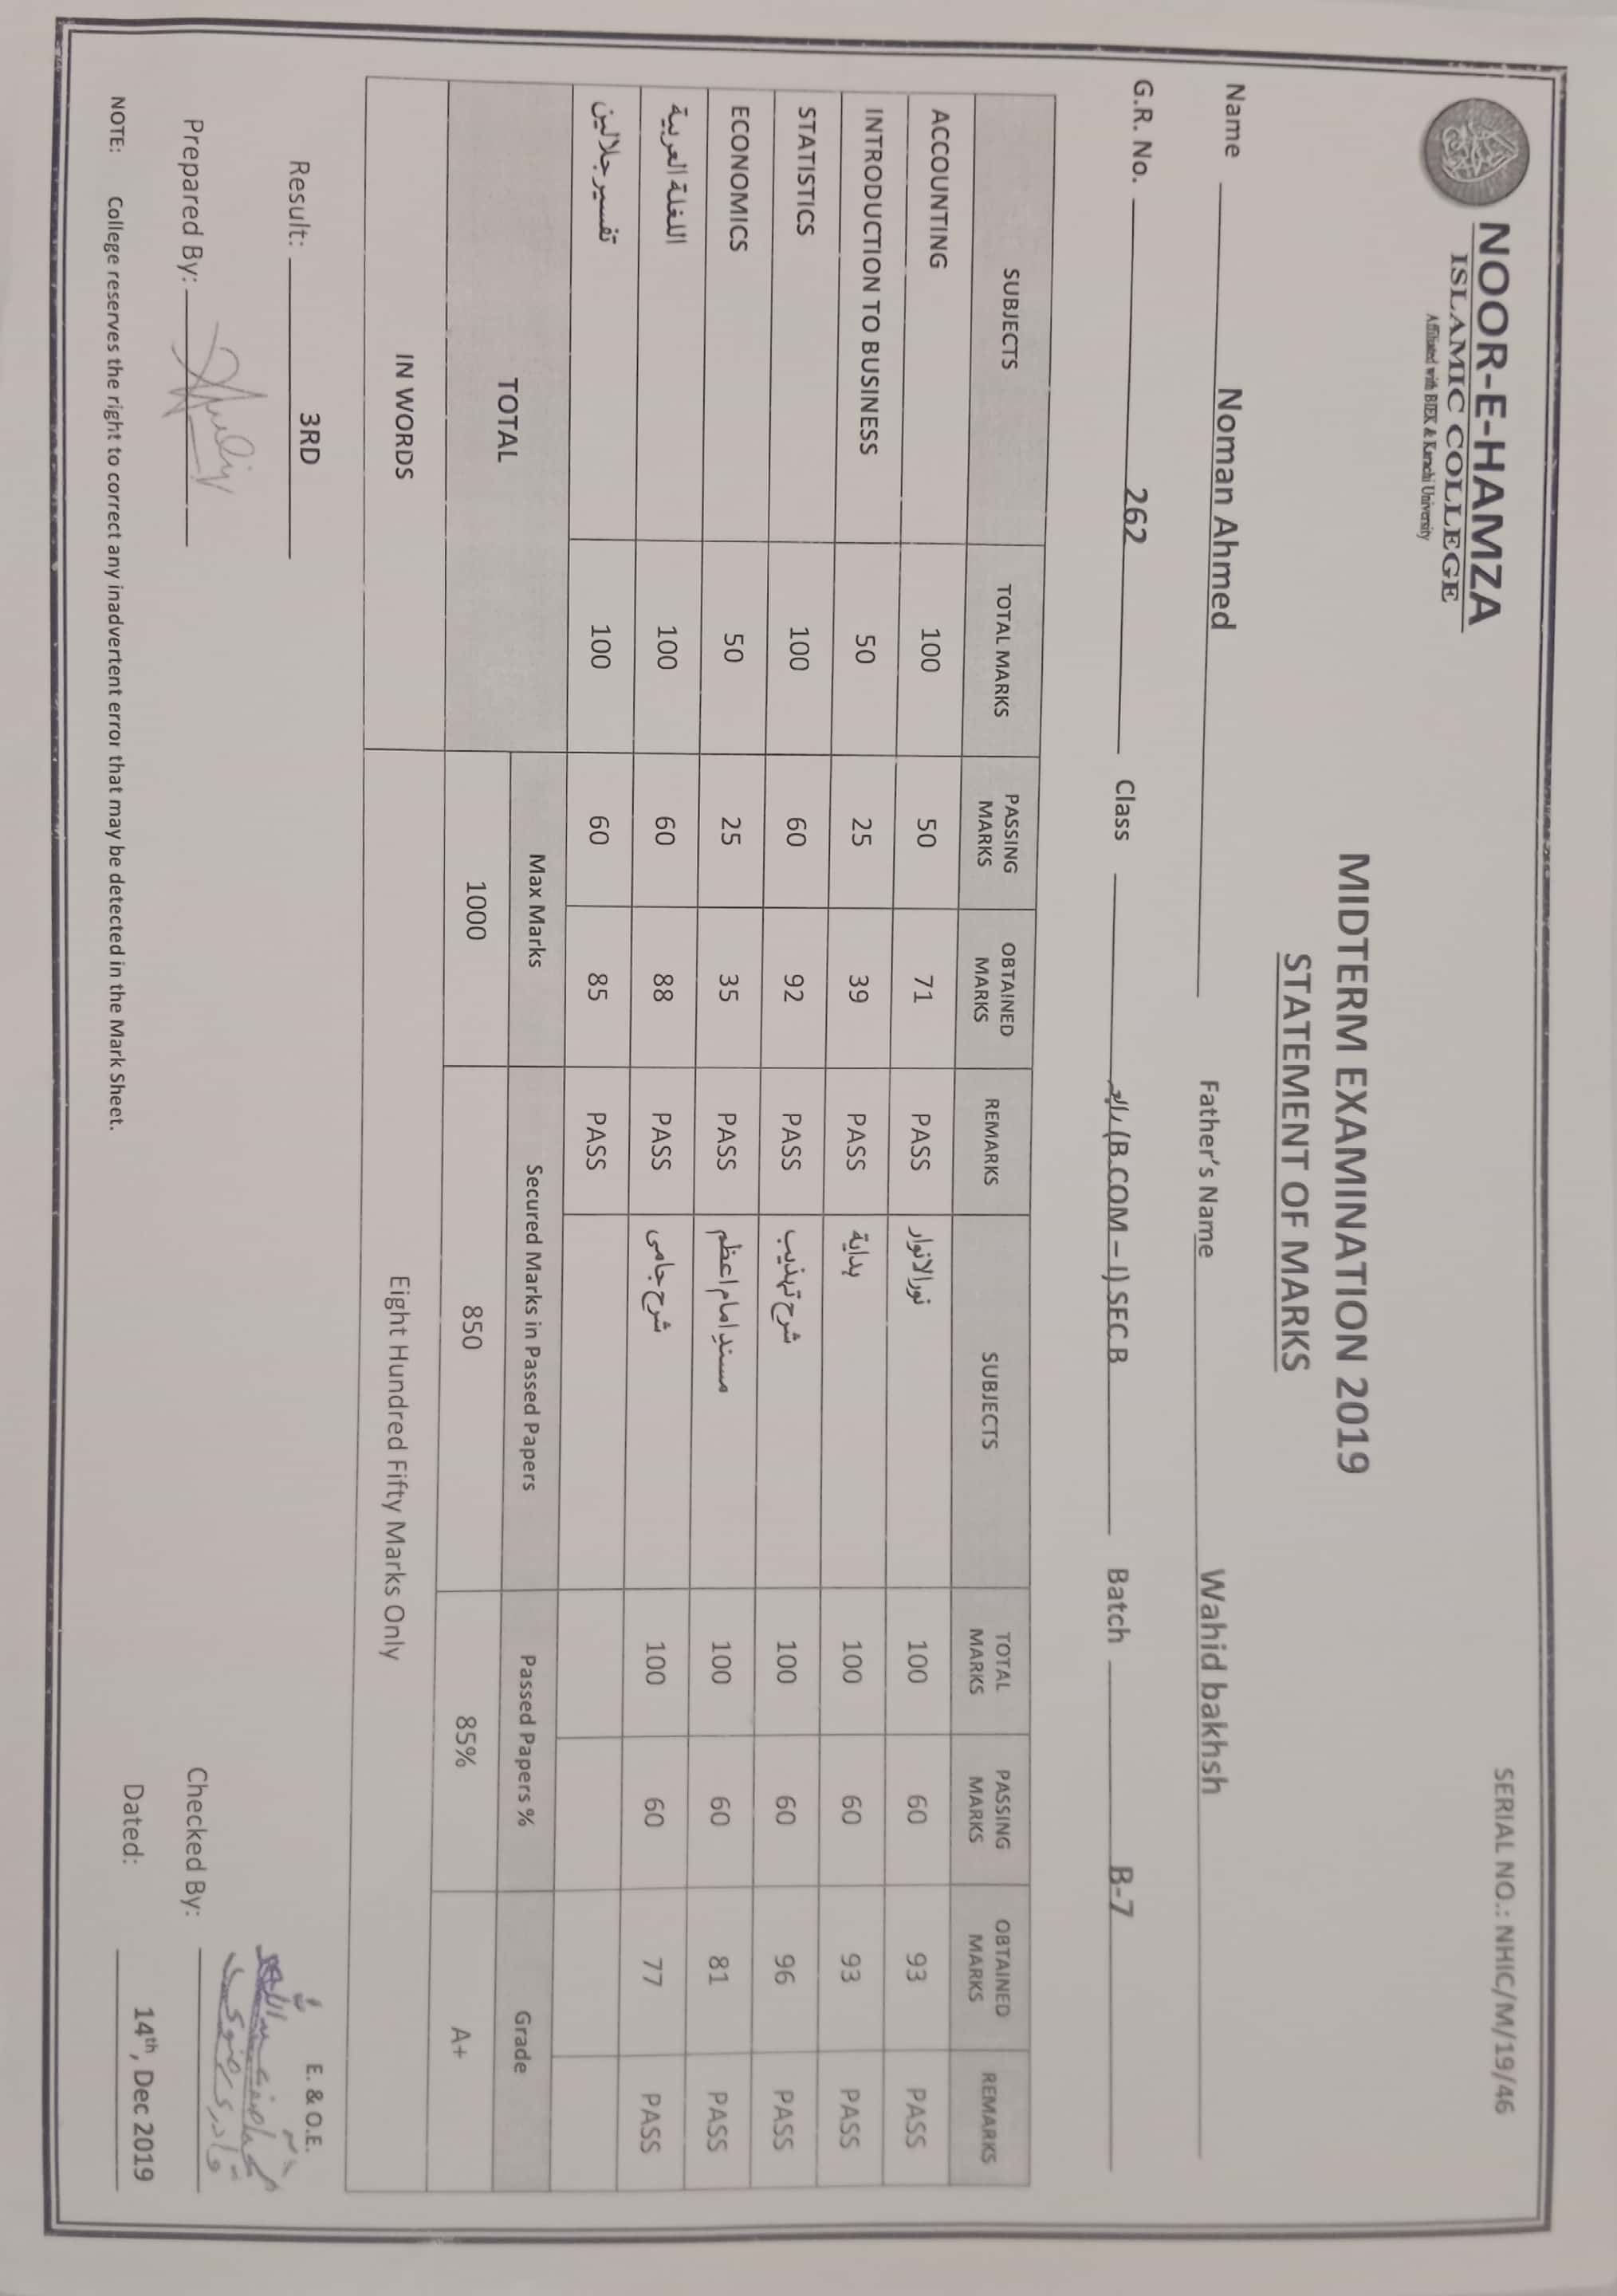 NOOR-E-HAMZA
ISLAMIC COLLEGE
Affiliated with BIEK & Karachi University
SERIAL NO.: NHIC/M/19/46
MIDTERM EXAMINATION 2019
STATEMENT OF MARKS
Name Noman Ahmed Father's Name Wahid bakhsh
G.R. No. 262 Class رابعہ (B.COM – I) SEC B Batch B-7
SUBJECTS TOTAL MARKS PASSING MARKS OBTAINED MARKS REMARKS SUBJECTS TOTAL MARKS PASSING MARKS OBTAINED MARKS REMARKS
ACCOUNTING 100 50 71 PASS نورالانوار 100 60 93 PASS
INTRODUCTION TO BUSINESS 50 25 39 PASS بدایة 100 60 93 PASS
STATISTICS 100 60 92 PASS شرح تہذیب 100 60 96 PASS
ECONOMICS 50 25 35 PASS مسندِ امام اعظم 100 60 81 PASS
اللغلة العربية 100 60 88 PASS شرح جامی 100 60 77 PASS
تفسیر جلالین 100 60 85 PASS
TOTAL Max Marks Secured Marks in Passed Papers Passed Papers % Grade
1000 850 85% A+
IN WORDS Eight Hundred Fifty Marks Only
E. & O.E.
Result: 3RD
Prepared By: Checked By:
Dated: 14th, Dec 2019
NOTE: College reserves the right to correct any inadvertent error that may be detected in the Mark Sheet.